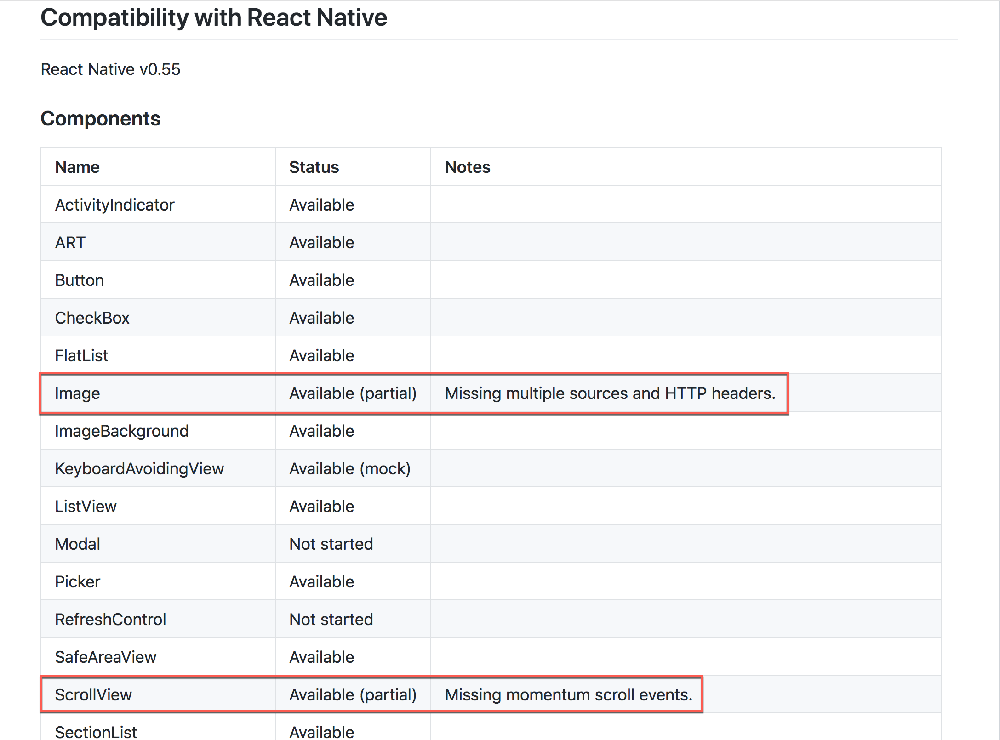 Compatibility with React Native
React Native v0.55
Components
Name Status Notes
ActivityIndicator Available
ART Available
Button Available
CheckBox Available
FlatList Available
Image Available (partial) Missing multiple sources and HTTP headers.
ImageBackground Available
KeyboardAvoidingView Available (mock)
ListView Available
Modal Not started
Picker Available
RefreshControl Not started
SafeAreaView Available
ScrollView Available (partial) Missing momentum scroll events.
SectionList Available